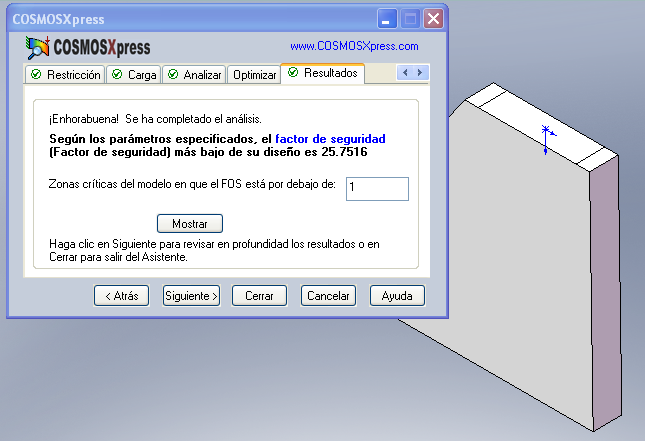 COSMOSXpress
COSMOSXpress
www.COSMOSXpress.com
Restricción Carga Analizar Optimizar Resultados
¡Enhorabuena! Se ha completado el análisis.
Según los parámetros especificados, el factor de seguridad
(Factor de seguridad) más bajo de su diseño es 25.7516
Zonas críticas del modelo en que el FOS está por debajo de: 1
Mostrar
Haga clic en Siguiente para revisar en profundidad los resultados o en
Cerrar para salir del Asistente.
< Atrás Siguiente > Cerrar Cancelar Ayuda